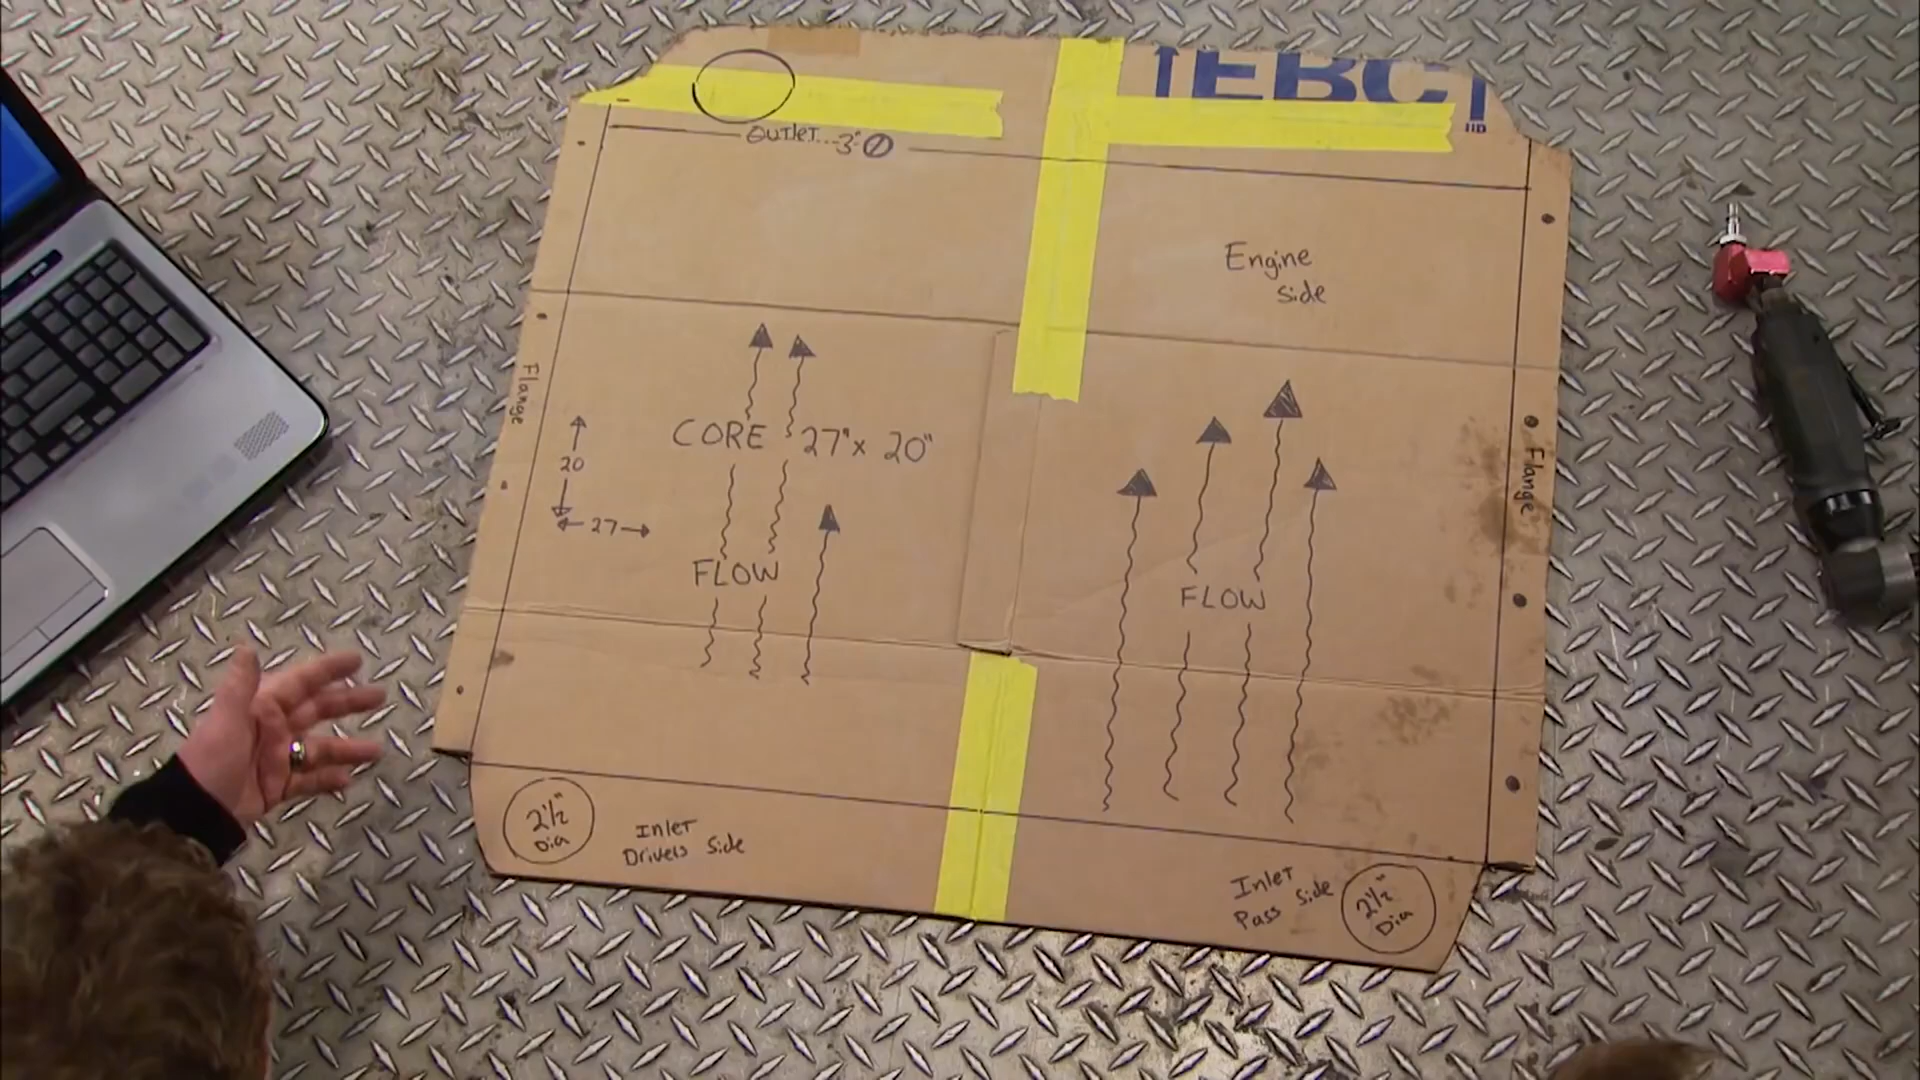 EBC
OUTLET...3"Ø
Engine
side
Flange
CORE 27"x 20"
20
27
Flange
FLOW
FLOW
2½"
Dia
Inlet
Drivers Side
Inlet
Pass Side
2½"
Dia